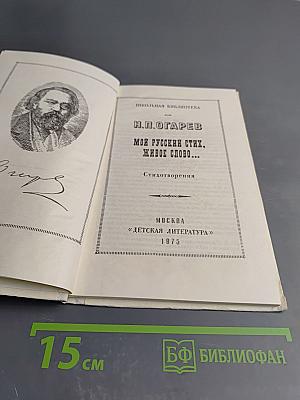 ШКОЛЬНАЯ БИБЛИОТЕКА
Н.П.ОГАРЕВ
МОЙ РУССКИЙ СТИХ,
ЖИВОЕ СЛОВО...
Стихотворения
МОСКВА
«ДЕТСКАЯ ЛИТЕРАТУРА»
1975
15 см
БФ БИБЛИОФАН